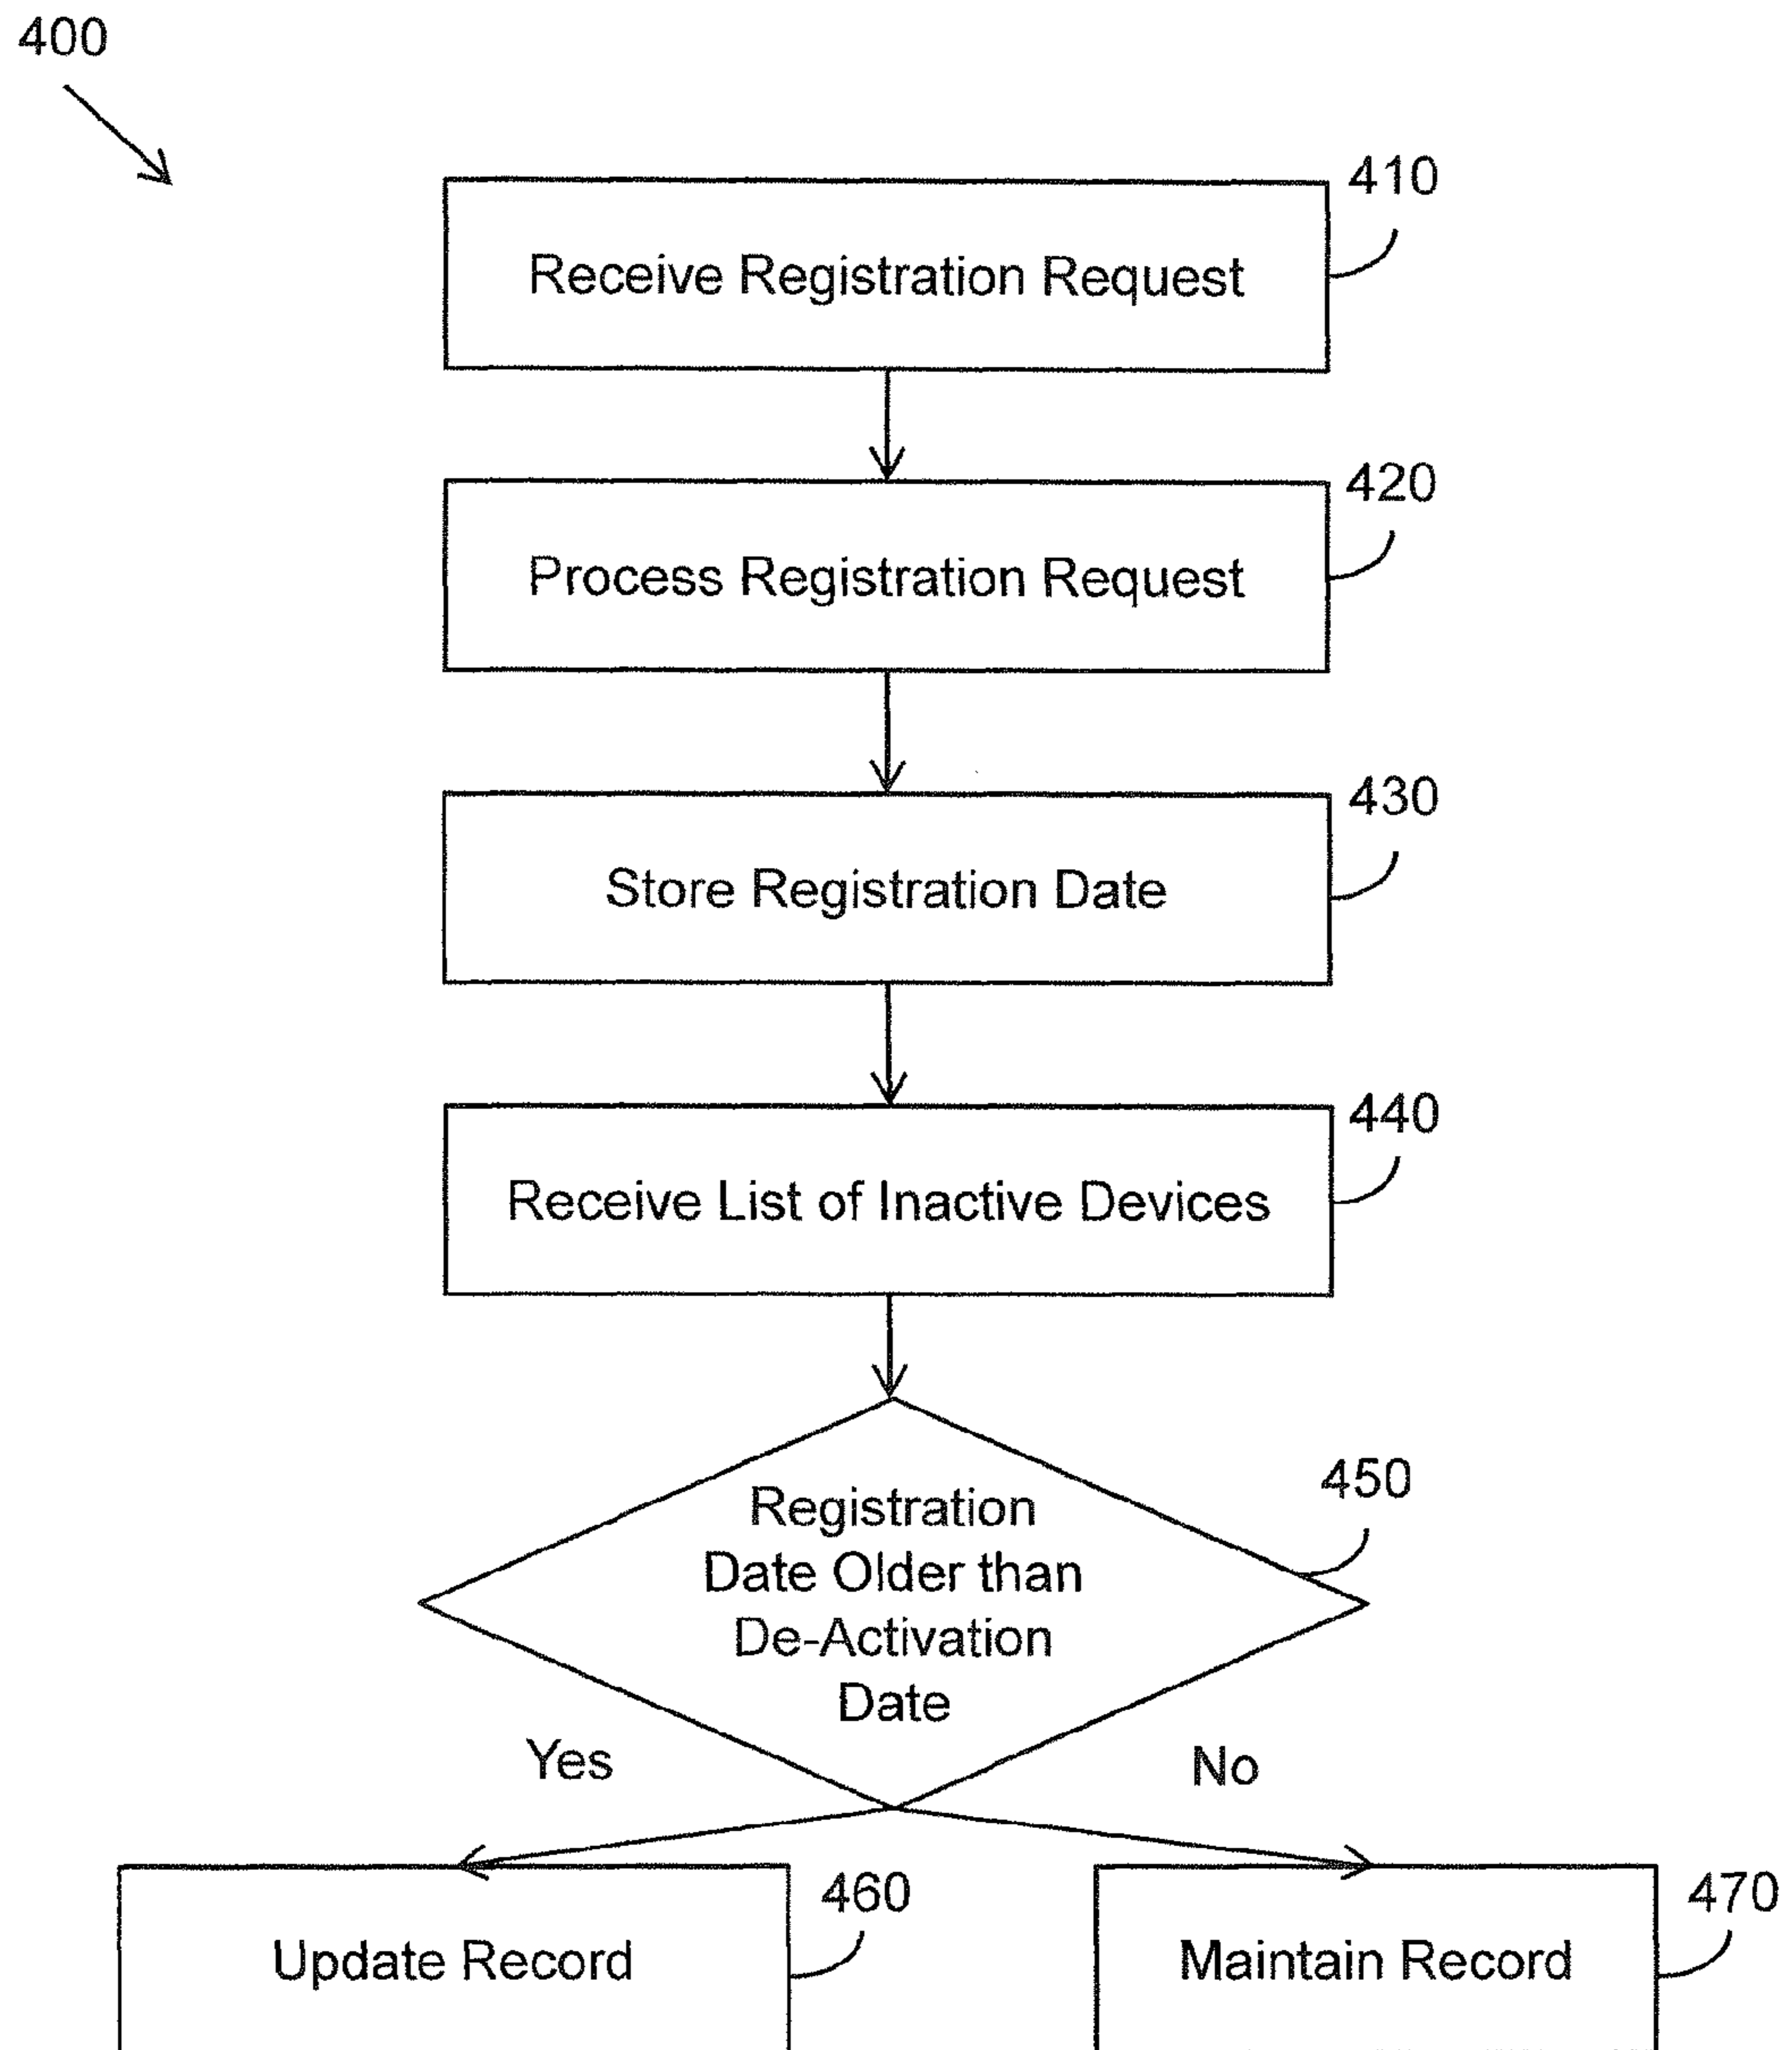 400
410
Receive Registration Request
420
Process Registration Request
430
Store Registration Date
440
Receive List of Inactive Devices
450
Registration
Date Older than
De-Activation
Date
Yes
No
460
Update Record
470
Maintain Record